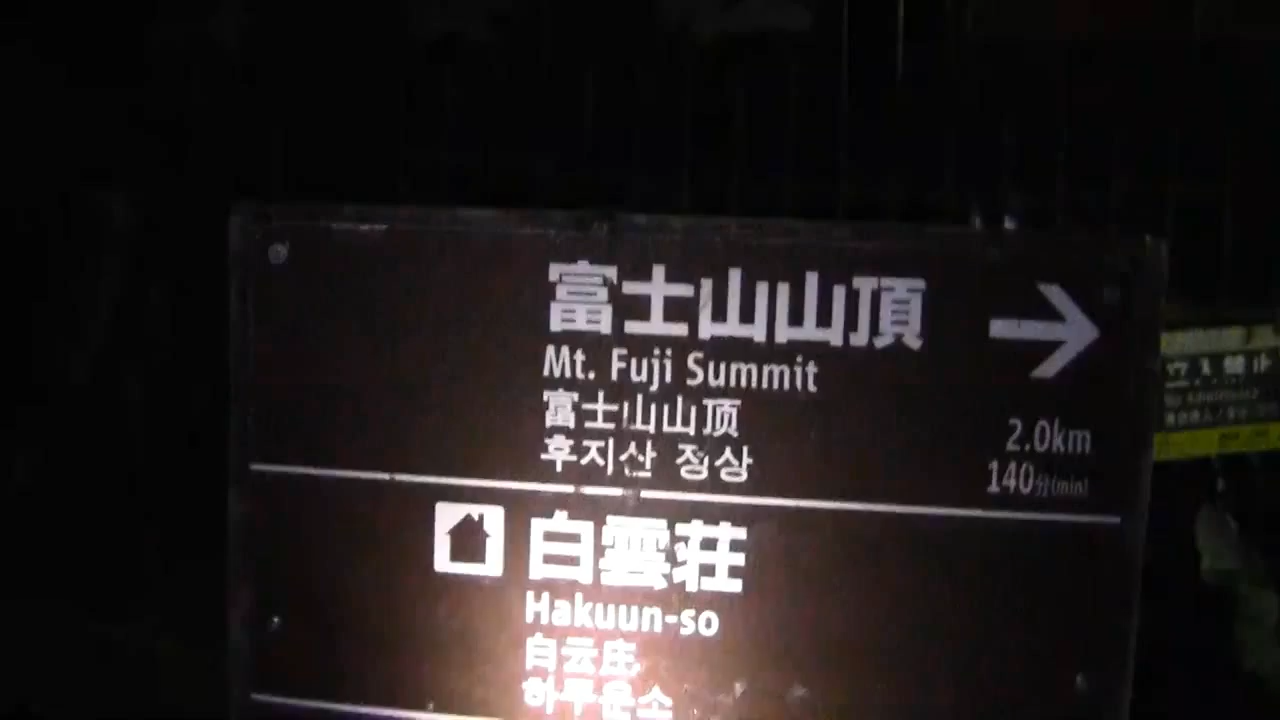 富士山山頂
Mt. Fuji Summit
富士山山顶
후지산 정상
2.0km
140分(min)
白雲荘
Hakuun-so
白云庄
하쿠운소